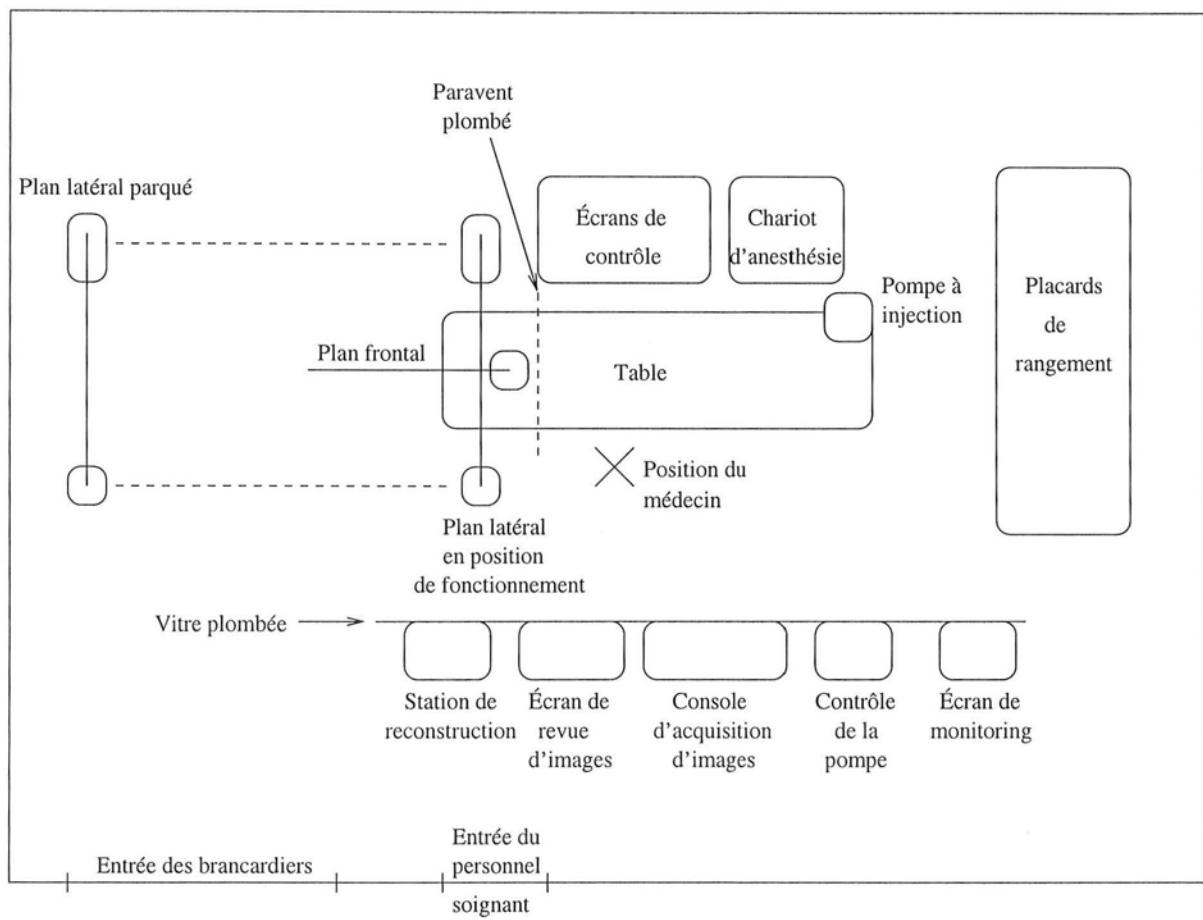 Paravent
plombé
Plan latéral parqué
Écrans de
contrôle
Chariot
d'anesthésie
Pompe à
injection
Placards
de
rangement
Plan frontal
Table
Position du
médecin
Plan latéral
en position
de fonctionnement
Vitre plombée
Station de
reconstruction
Écran de
revue
d'images
Console
d'acquisition
d'images
Contrôle
de la
pompe
Écran de
monitoring
Entrée des brancardiers
Entrée du
personnel
soignant